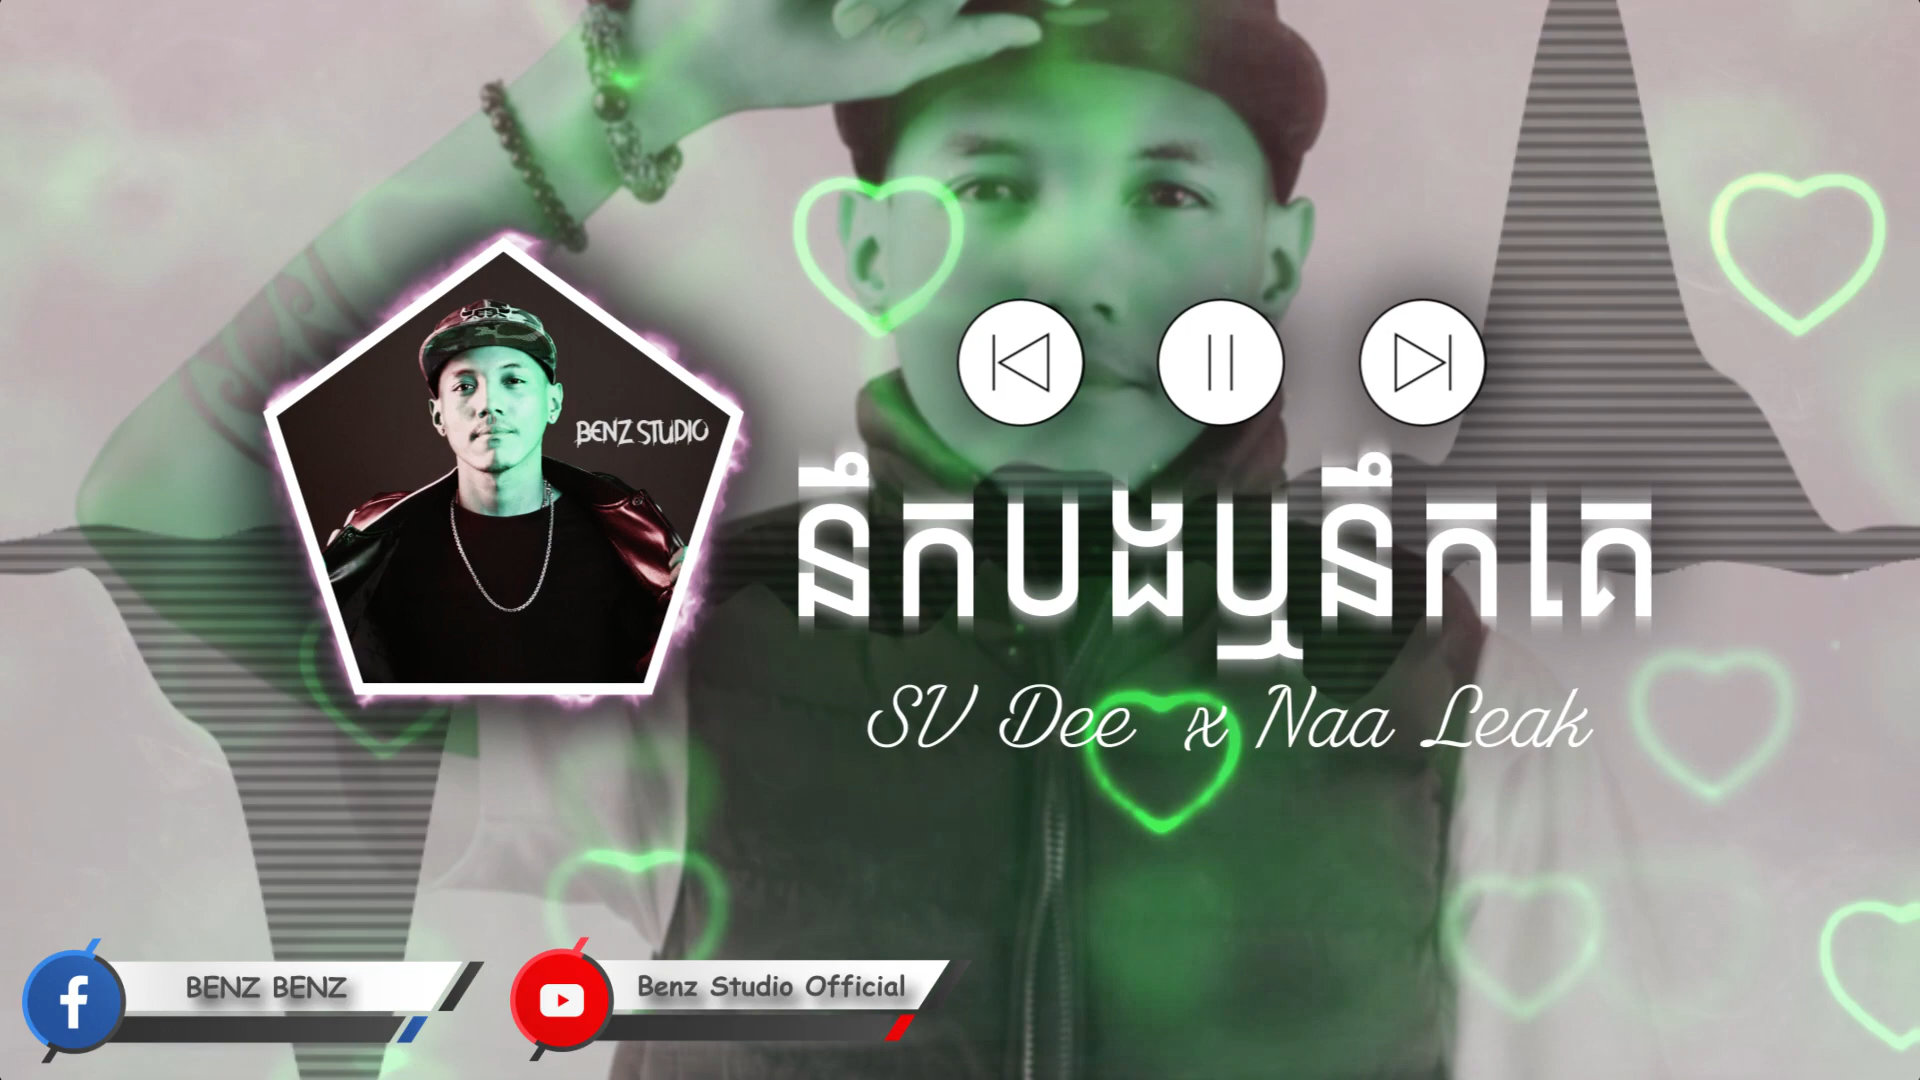 BENZ STUDIO
នឹកបងឬនឹកគេ
SV Dee x Naa Leak
BENZ BENZ
Benz Studio Official